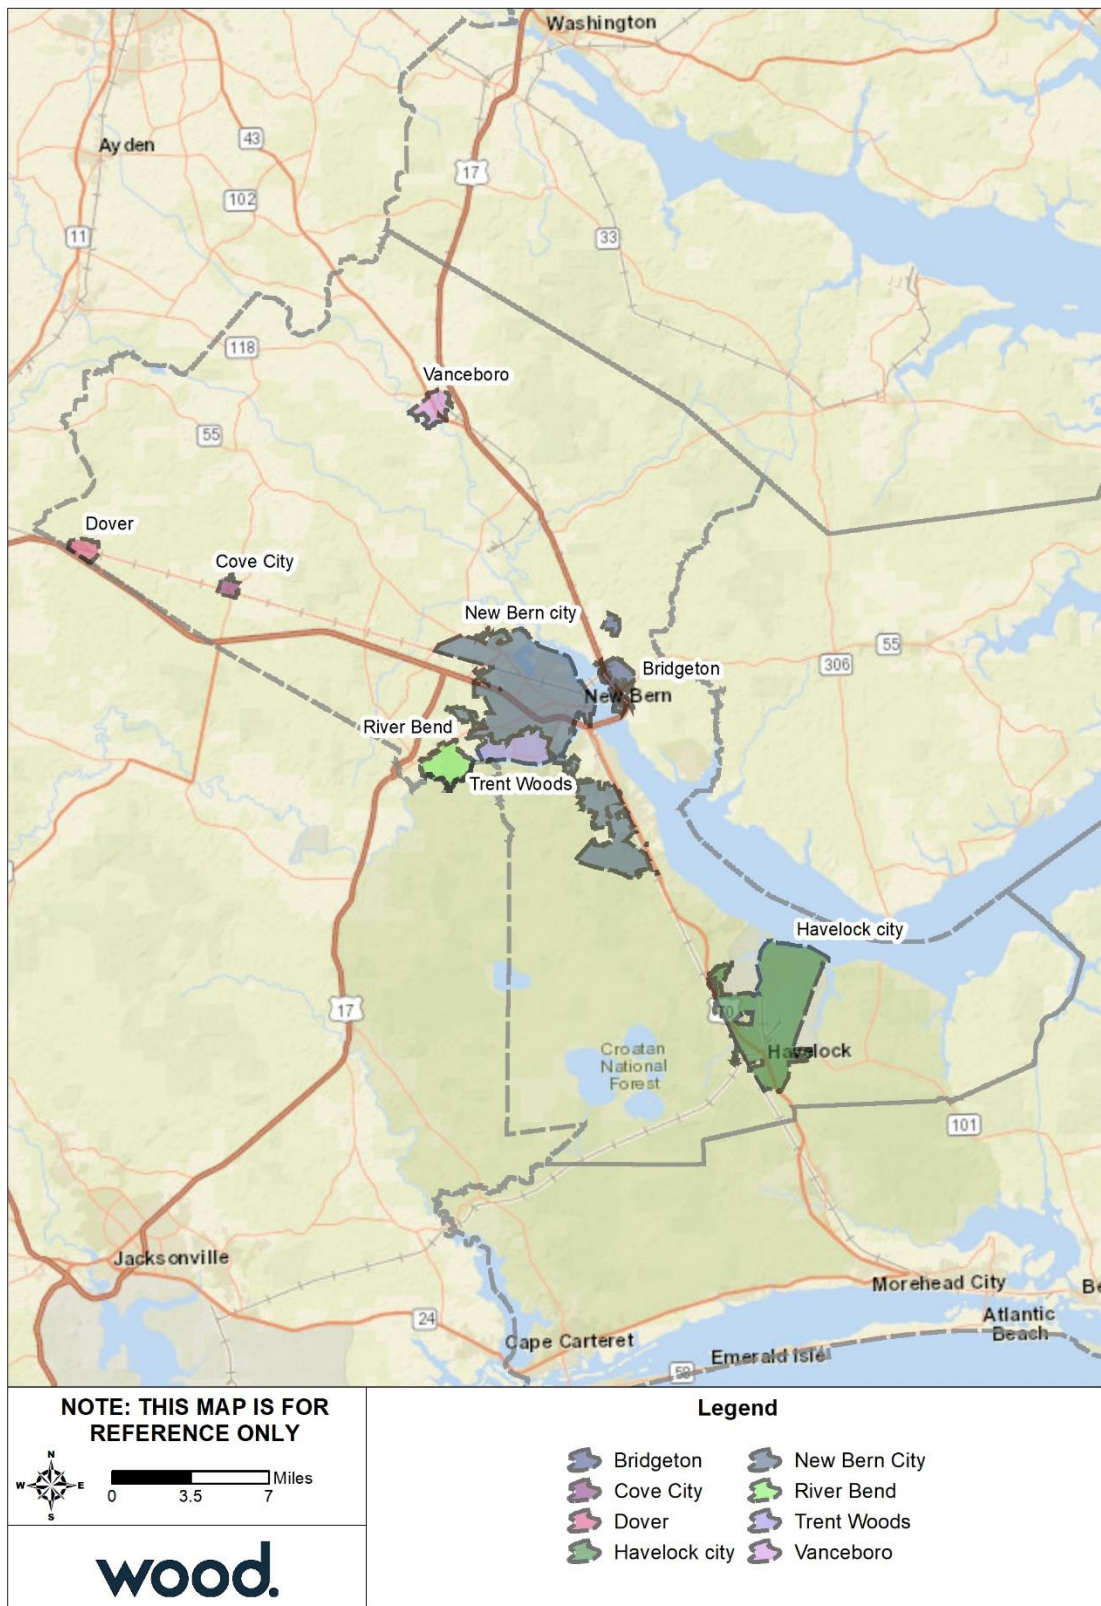 Washington
Ayden
43
17
102
11
33
118
Vanceboro
55
Dover
Cove City
New Bern city
55
306
Bridgeton
New Bern
River Bend
Trent Woods
Havelock city
17
70
Croatan
National
Forest
Havelock
101
Jacksonville
Morehead City
Be
24
Atlantic
Beach
Cape Carteret
Emerald Isle
58
NOTE: THIS MAP IS FOR
REFERENCE ONLY
N
W E
S
Miles
0 3.5 7
wood.
Legend
Bridgeton
Cove City
Dover
Havelock city
New Bern City
River Bend
Trent Woods
Vanceboro